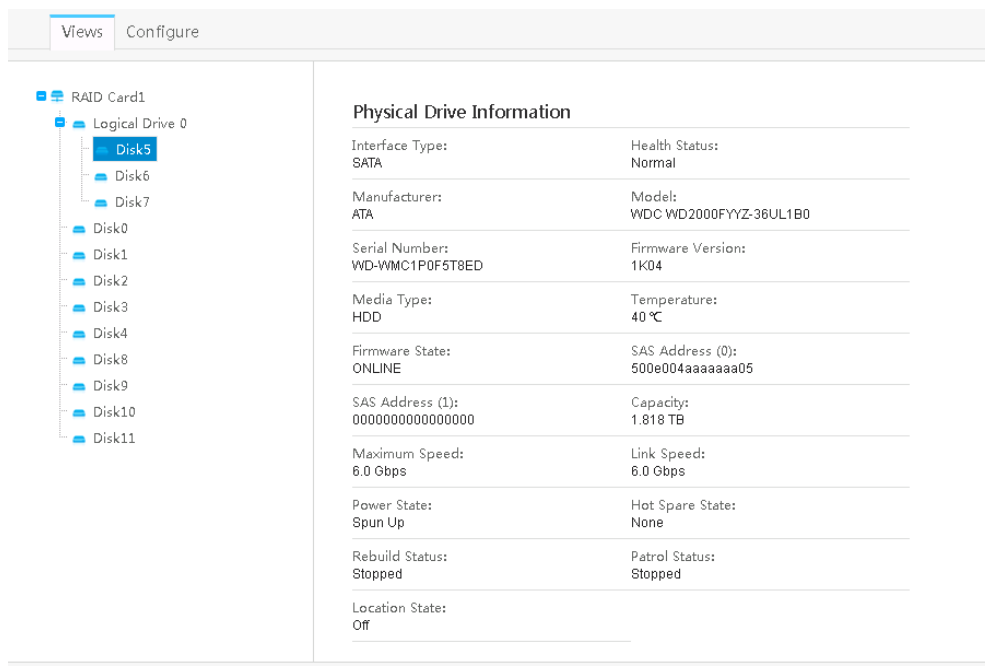 Views Configure
RAID Card1
Logical Drive 0
Disk5
Disk6
Disk7
Disk0
Disk1
Disk2
Disk3
Disk4
Disk8
Disk9
Disk10
Disk11
Physical Drive Information
Interface Type: Health Status:
SATA Normal
Manufacturer: Model:
ATA WDC WD2000FYYZ-36UL1B0
Serial Number: Firmware Version:
WD-WMC1P0F5T8ED 1K04
Media Type: Temperature:
HDD 40 ℃
Firmware State: SAS Address (0):
ONLINE 500e004aaaaaaa05
SAS Address (1): Capacity:
0000000000000000 1.818 TB
Maximum Speed: Link Speed:
6.0 Gbps 6.0 Gbps
Power State: Hot Spare State:
Spun Up None
Rebuild Status: Patrol Status:
Stopped Stopped
Location State:
Off